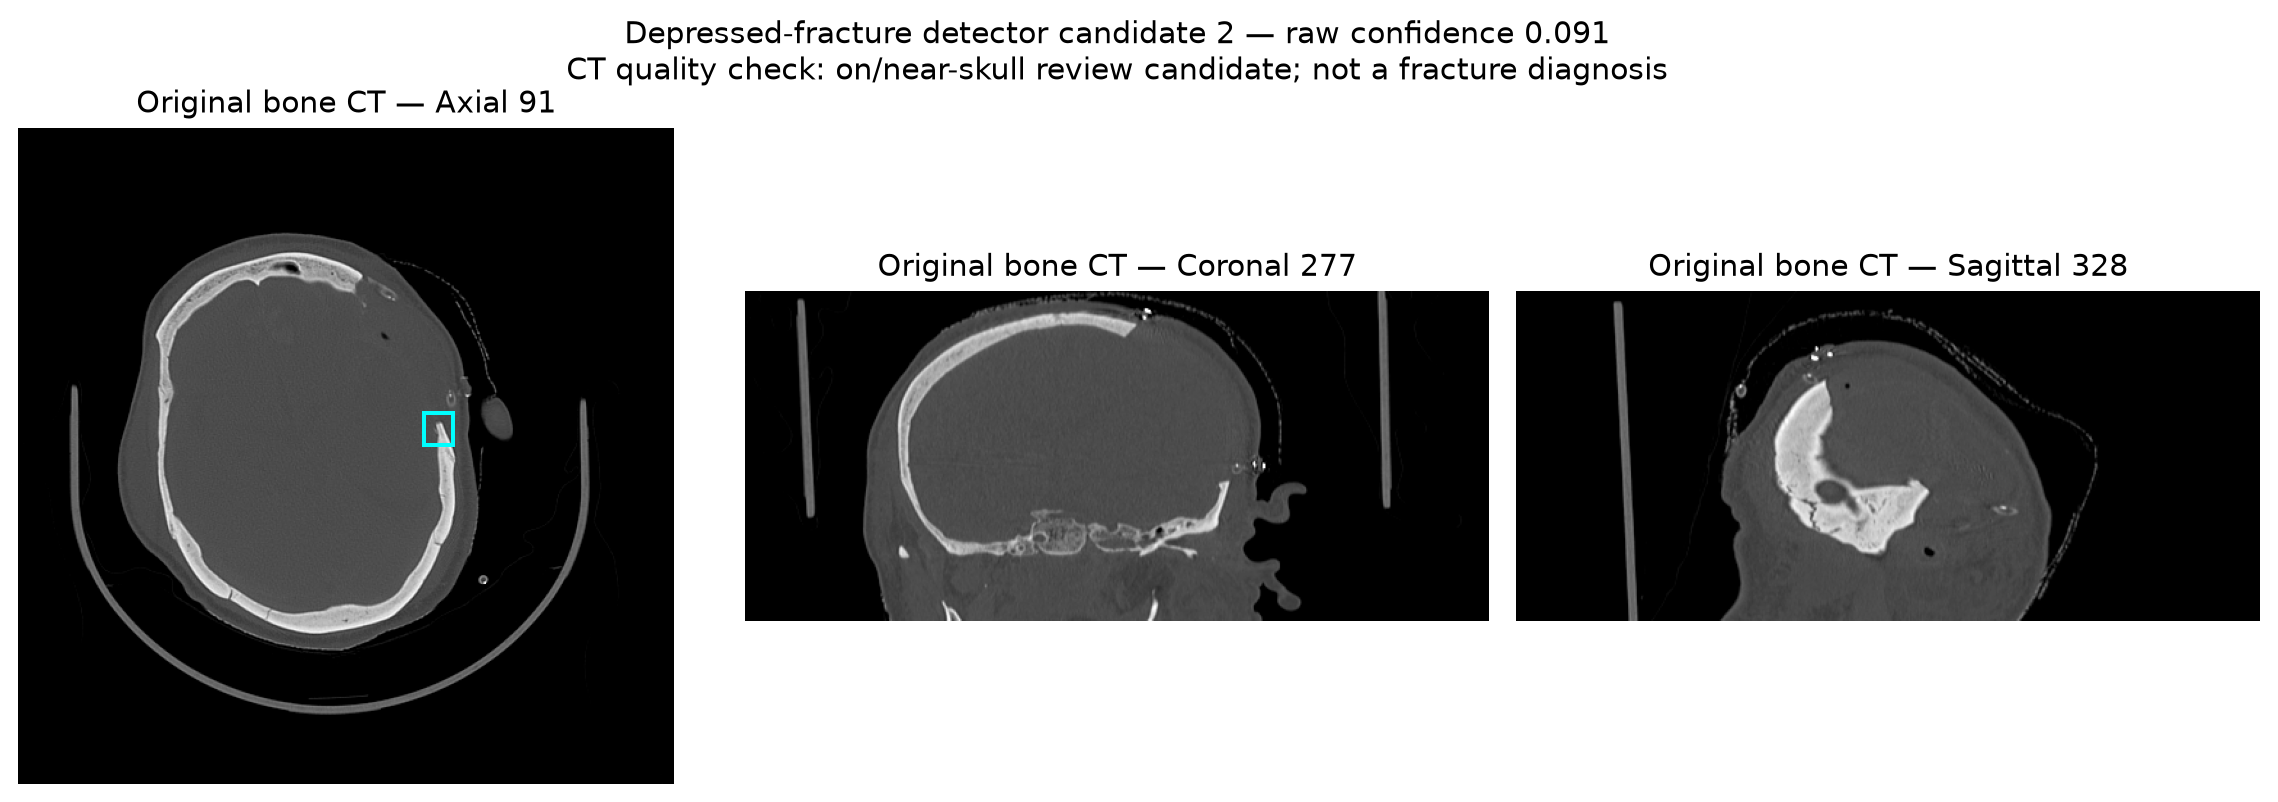 Depressed-fracture detector candidate 2 — raw confidence 0.091
CT quality check: on/near-skull review candidate; not a fracture diagnosis
Original bone CT — Axial 91
Original bone CT — Coronal 277
Original bone CT — Sagittal 328